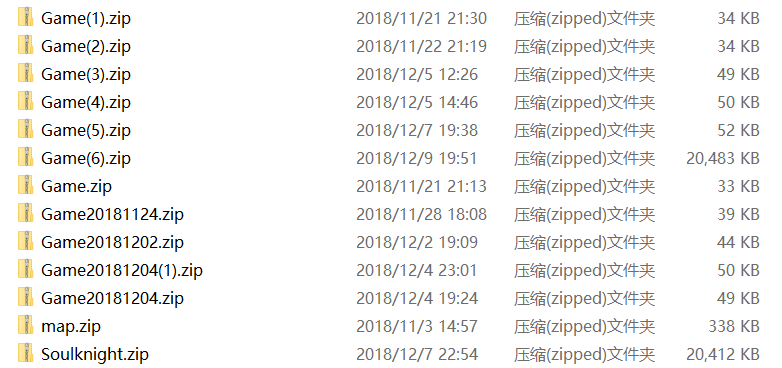 Game(1).zip 2018/11/21 21:30 压缩(zipped)文件夹 34 KB
Game(2).zip 2018/11/22 21:19 压缩(zipped)文件夹 34 KB
Game(3).zip 2018/12/5 12:26 压缩(zipped)文件夹 49 KB
Game(4).zip 2018/12/5 14:46 压缩(zipped)文件夹 50 KB
Game(5).zip 2018/12/7 19:38 压缩(zipped)文件夹 52 KB
Game(6).zip 2018/12/9 19:51 压缩(zipped)文件夹 20,483 KB
Game.zip 2018/11/21 21:13 压缩(zipped)文件夹 33 KB
Game20181124.zip 2018/11/28 18:08 压缩(zipped)文件夹 39 KB
Game20181202.zip 2018/12/2 19:09 压缩(zipped)文件夹 44 KB
Game20181204(1).zip 2018/12/4 23:01 压缩(zipped)文件夹 50 KB
Game20181204.zip 2018/12/4 19:24 压缩(zipped)文件夹 49 KB
map.zip 2018/11/3 14:57 压缩(zipped)文件夹 338 KB
Soulknight.zip 2018/12/7 22:54 压缩(zipped)文件夹 20,412 KB